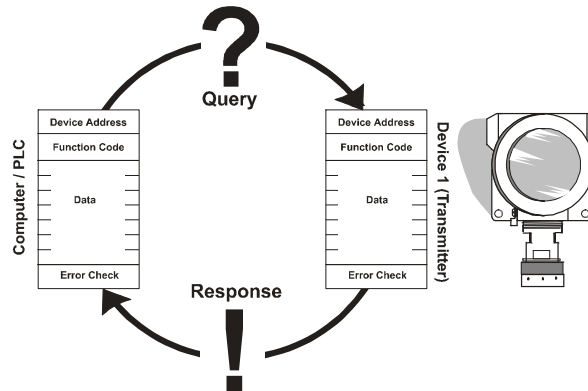 ?
Query
Computer / PLC
Device Address
Function Code
Data
Error Check
Device Address
Function Code
Data
Error Check
Device 1 (Transmitter)
Response
!